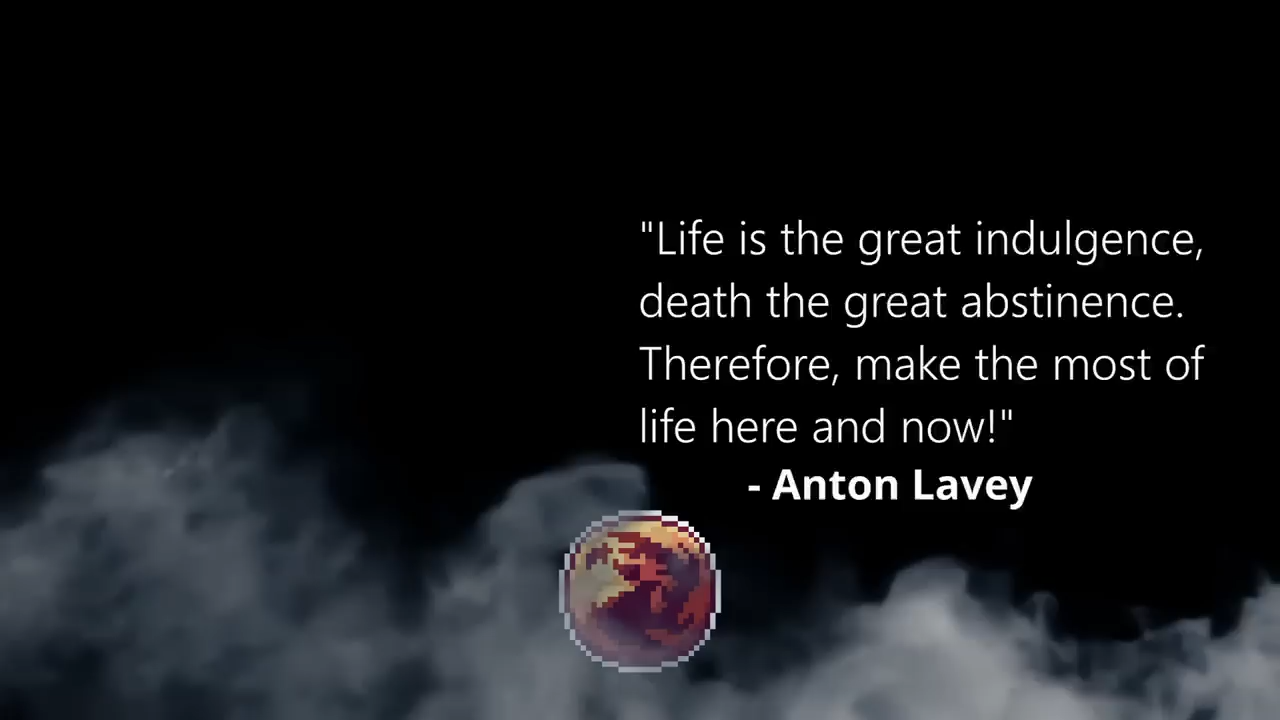 "Life is the great indulgence,
death the great abstinence.
Therefore, make the most of
life here and now!"
- Anton Lavey